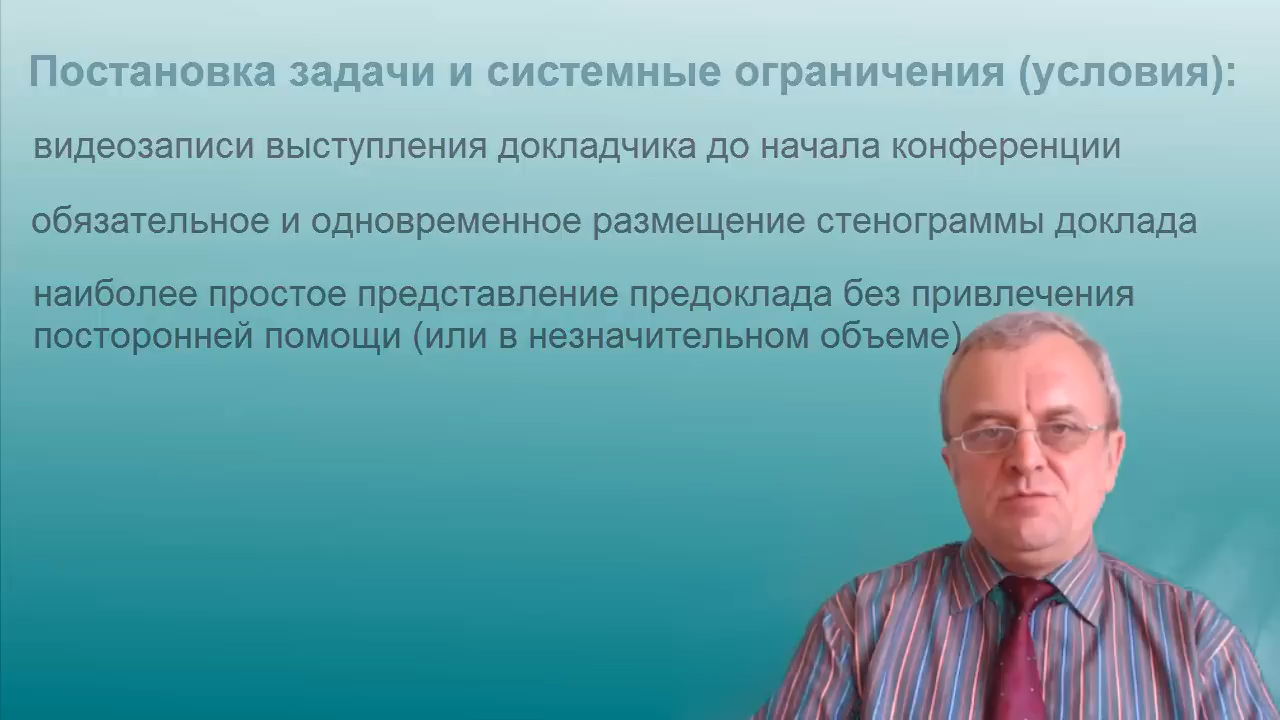 Постановка задачи и системные ограничения (условия):
видеозаписи выступления докладчика до начала конференции
обязательное и одновременное размещение стенограммы доклада
наиболее простое представление предоклада без привлечения
посторонней помощи (или в незначительном объеме)